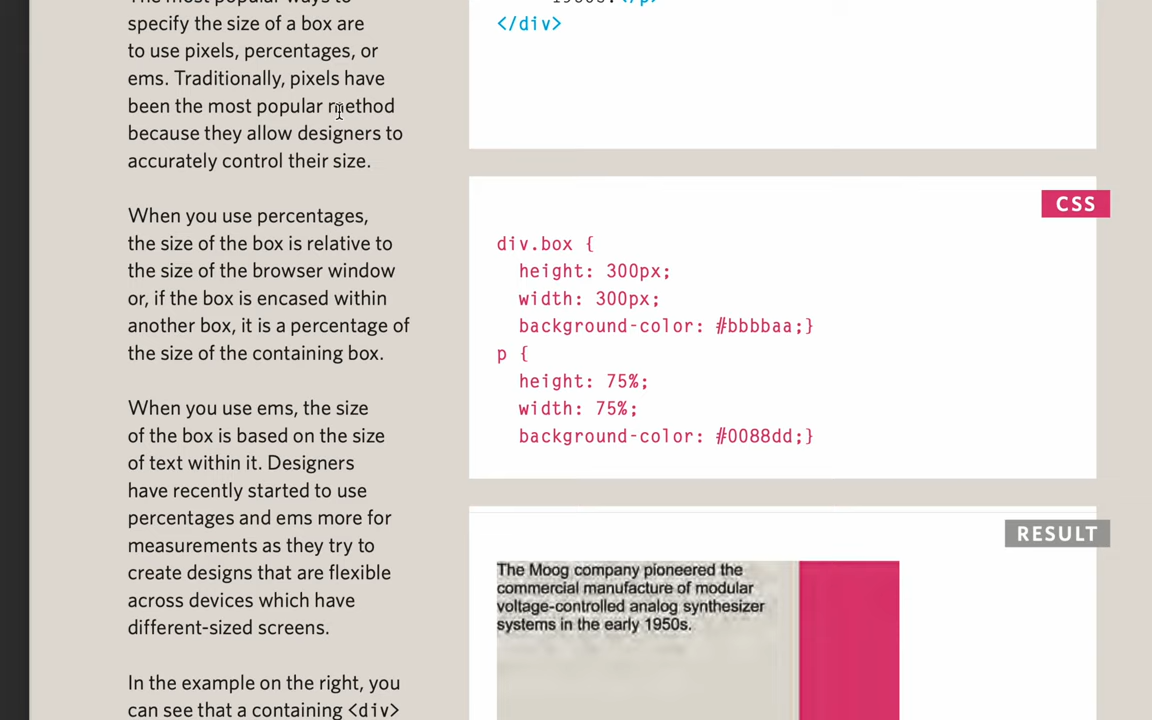 The most popular ways to
specify the size of a box are
to use pixels, percentages, or
ems. Traditionally, pixels have
been the most popular method
because they allow designers to
accurately control their size.
When you use percentages,
the size of the box is relative to
the size of the browser window
or, if the box is encased within
another box, it is a percentage of
the size of the containing box.
When you use ems, the size
of the box is based on the size
of text within it. Designers
have recently started to use
percentages and ems more for
measurements as they try to
create designs that are flexible
across devices which have
different-sized screens.
In the example on the right, you
can see that a containing <div>
</p>
</div>
CSS
div.box {
height: 300px;
width: 300px;
background-color: #bbbbaa;}
p {
height: 75%;
width: 75%;
background-color: #0088dd;}
RESULT
The Moog company pioneered the
commercial manufacture of modular
voltage-controlled analog synthesizer
systems in the early 1950s.